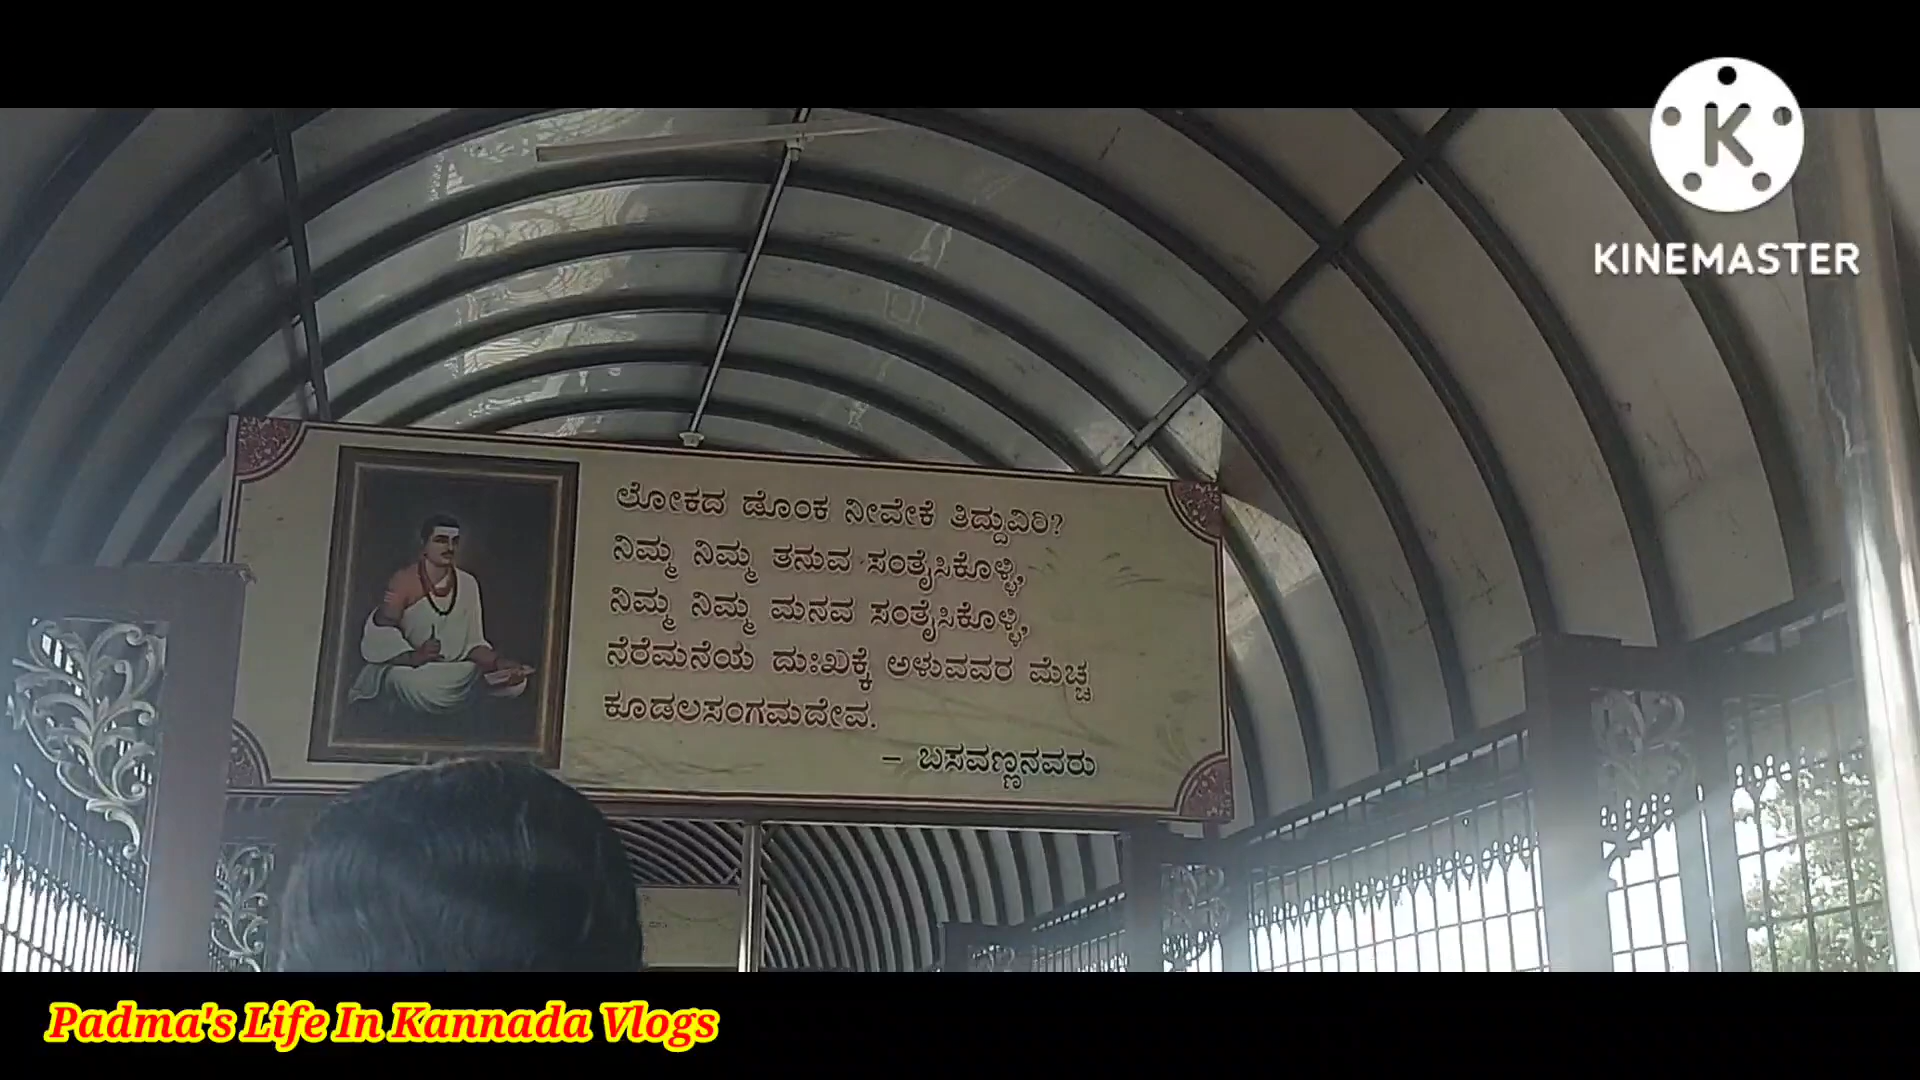 KINEMASTER
ಲೋಕದ ಡೊಂಕ ನೀವೇಕೆ ತಿದ್ದುವಿರಿ?
ನಿಮ್ಮ ನಿಮ್ಮ ತನುವ ಸಂತೈಸಿಕೊಳ್ಳಿ,
ನಿಮ್ಮ ನಿಮ್ಮ ಮನವ ಸಂತೈಸಿಕೊಳ್ಳಿ,
ನೆರೆಮನೆಯ ದುಃಖಕ್ಕೆ ಅಳುವವರ ಮೆಚ್ಚ
ಕೂಡಲಸಂಗಮದೇವ.
– ಬಸವಣ್ಣನವರು
Padma's Life In Kannada Vlogs